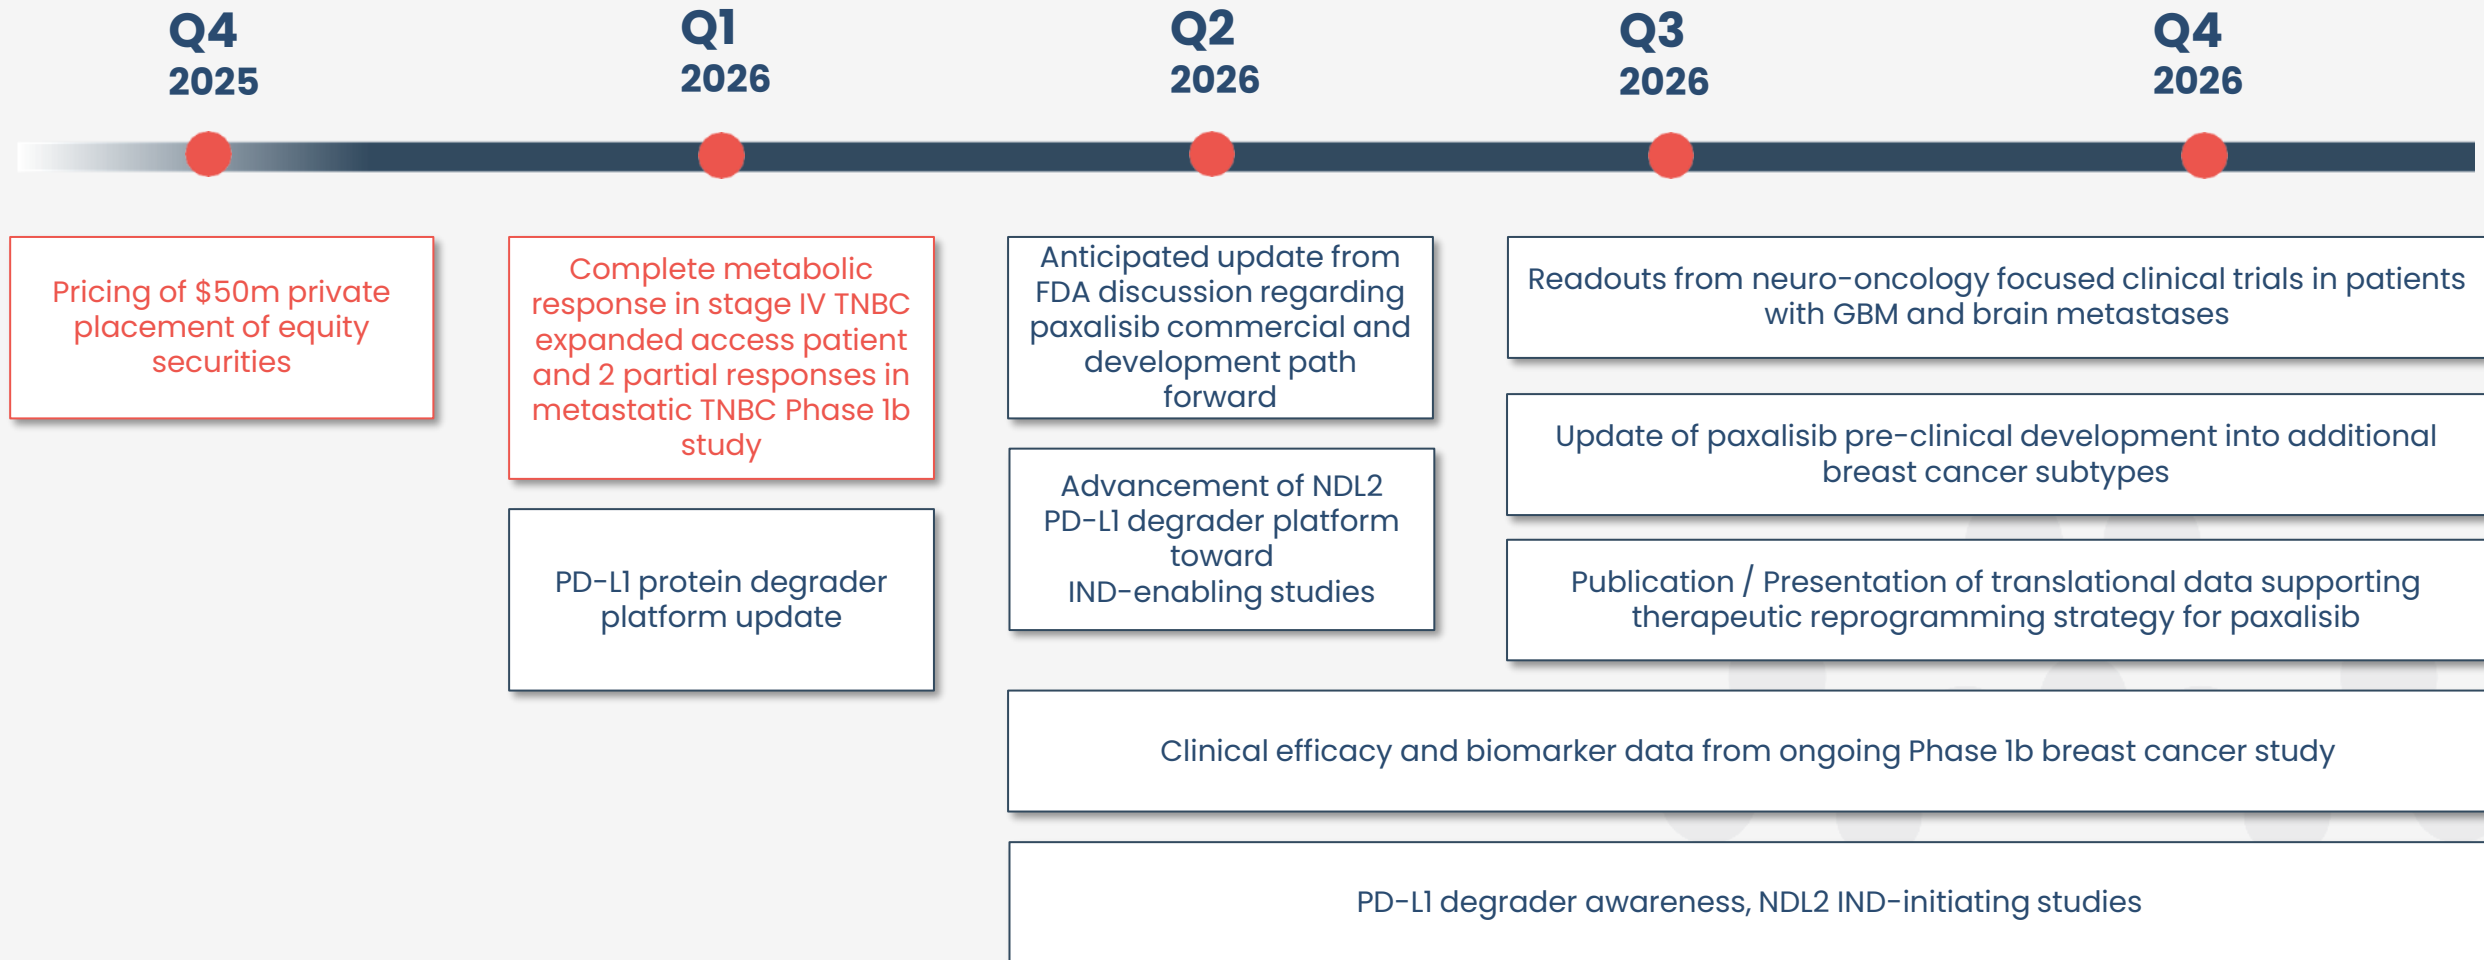 Q4
2025
Q1
2026
Q2
2026
Q3
2026
Q4
2026
Pricing of $50m private
placement of equity
securities
Complete metabolic
response in stage IV TNBC
expanded access patient
and 2 partial responses in
metastatic TNBC Phase 1b
study
PD-L1 protein degrader
platform update
Anticipated update from
FDA discussion regarding
paxalisib commercial and
development path
forward
Advancement of NDL2
PD-L1 degrader platform
toward
IND-enabling studies
Readouts from neuro-oncology focused clinical trials in patients
with GBM and brain metastases
Update of paxalisib pre-clinical development into additional
breast cancer subtypes
Publication / Presentation of translational data supporting
therapeutic reprogramming strategy for paxalisib
Clinical efficacy and biomarker data from ongoing Phase 1b breast cancer study
PD-L1 degrader awareness, NDL2 IND-initiating studies